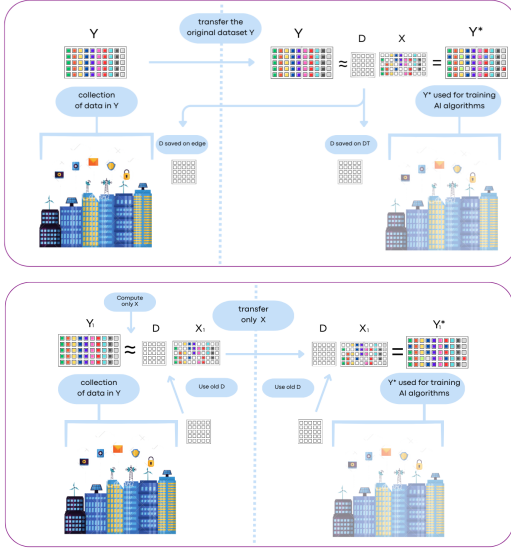 transfer the
original dataset Y
Y
Y
D
X
Y*
≈
=
collection
of data in Y
Y* used for training
AI algorithms
D saved on edge
D saved on DT
Compute
only X
transfer
only X
Y₁
D
X₁
D
X₁
Y₁*
≈
=
collection
of data in Y
Use old D
Use old D
Y* used for training
AI algorithms